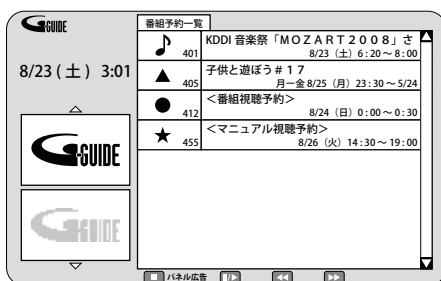 G-GUIDE
番組予約一覧
8/23 (土) 3:01
♪ 401 KDDI 音楽祭「ＭＯＺＡＲＴ２００８」さ
8/23（土）6:20～8:00
▲ 405 子供と遊ぼう＃１７
月－金 8/25（月）23:30～5/24
● 412 ＜番組視聴予約＞
8/24（日）0:00～0:30
★ 455 ＜マニュアル視聴予約＞
8/26（火）14:30～19:00
G-GUIDE
G-GUIDE
パネル広告